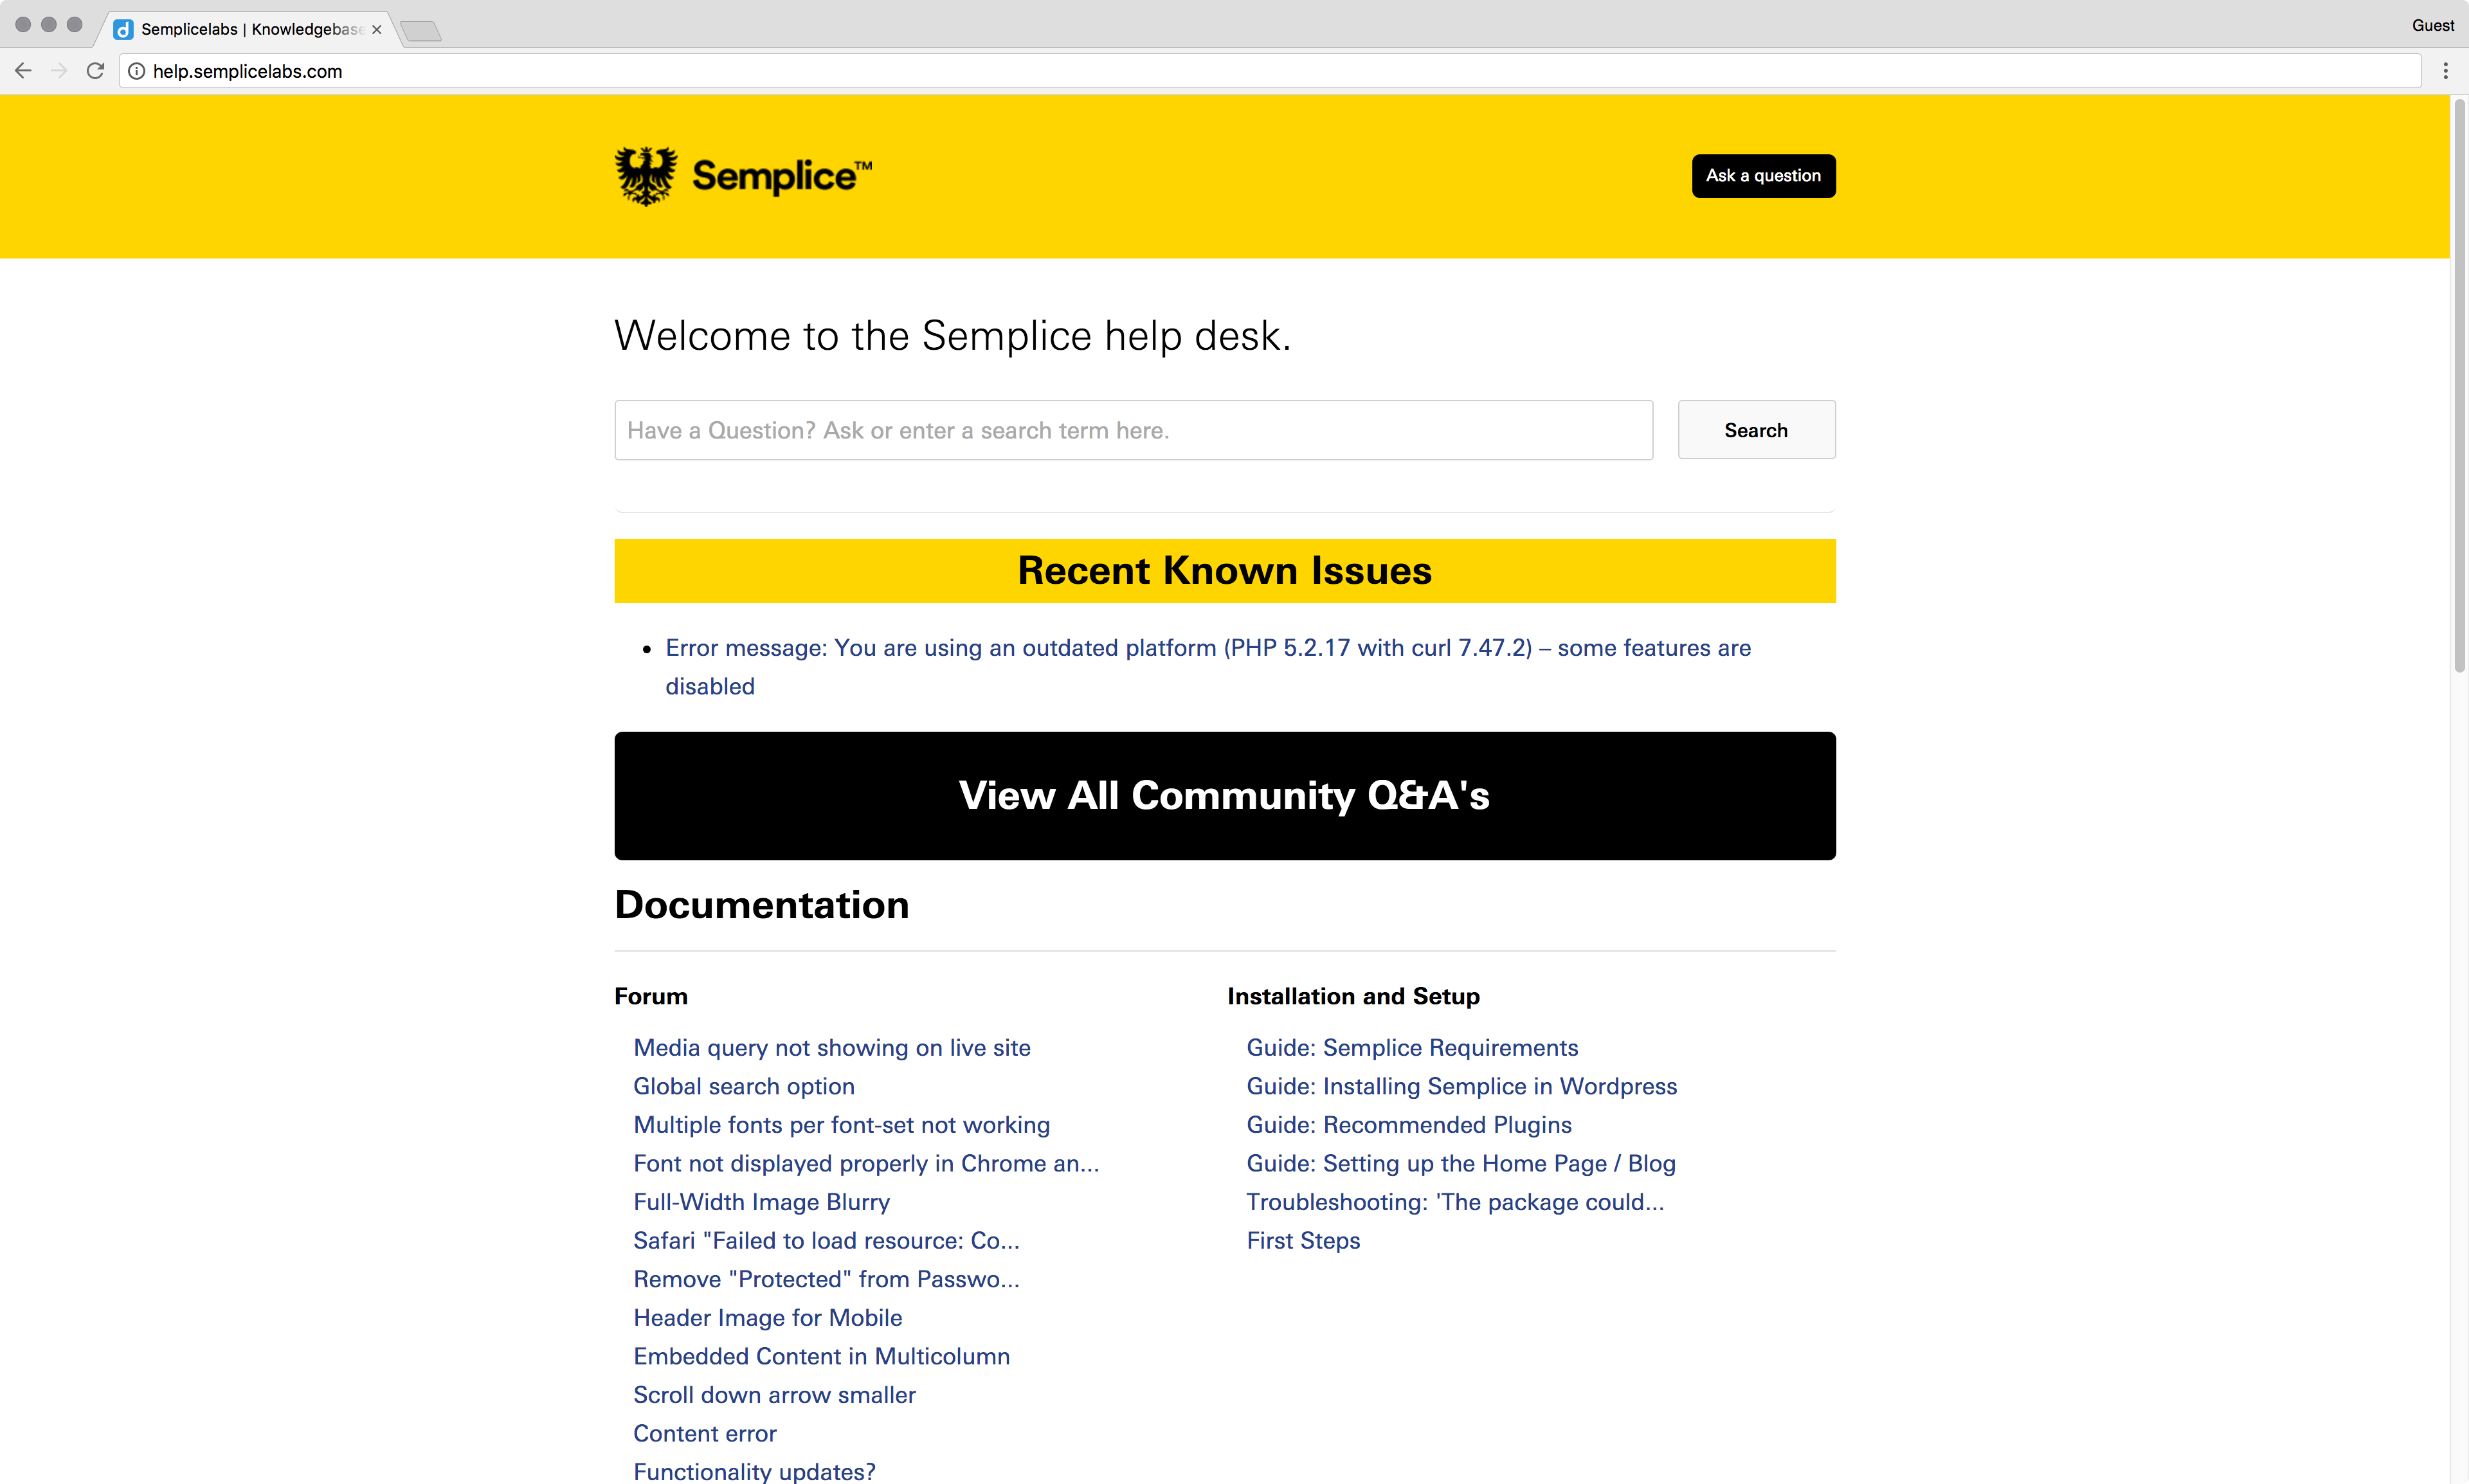 Semplicelabs | Knowledgebase
Guest
help.semplicelabs.com
Semplice™
Ask a question
Welcome to the Semplice help desk.
Have a Question? Ask or enter a search term here.
Search
Recent Known Issues
Error message: You are using an outdated platform (PHP 5.2.17 with curl 7.47.2) – some features are
disabled
View All Community Q&A's
Documentation
Forum
Media query not showing on live site
Global search option
Multiple fonts per font-set not working
Font not displayed properly in Chrome an...
Full-Width Image Blurry
Safari "Failed to load resource: Co...
Remove "Protected" from Passwo...
Header Image for Mobile
Embedded Content in Multicolumn
Scroll down arrow smaller
Content error
Functionality updates?
Installation and Setup
Guide: Semplice Requirements
Guide: Installing Semplice in Wordpress
Guide: Recommended Plugins
Guide: Setting up the Home Page / Blog
Troubleshooting: 'The package could...
First Steps